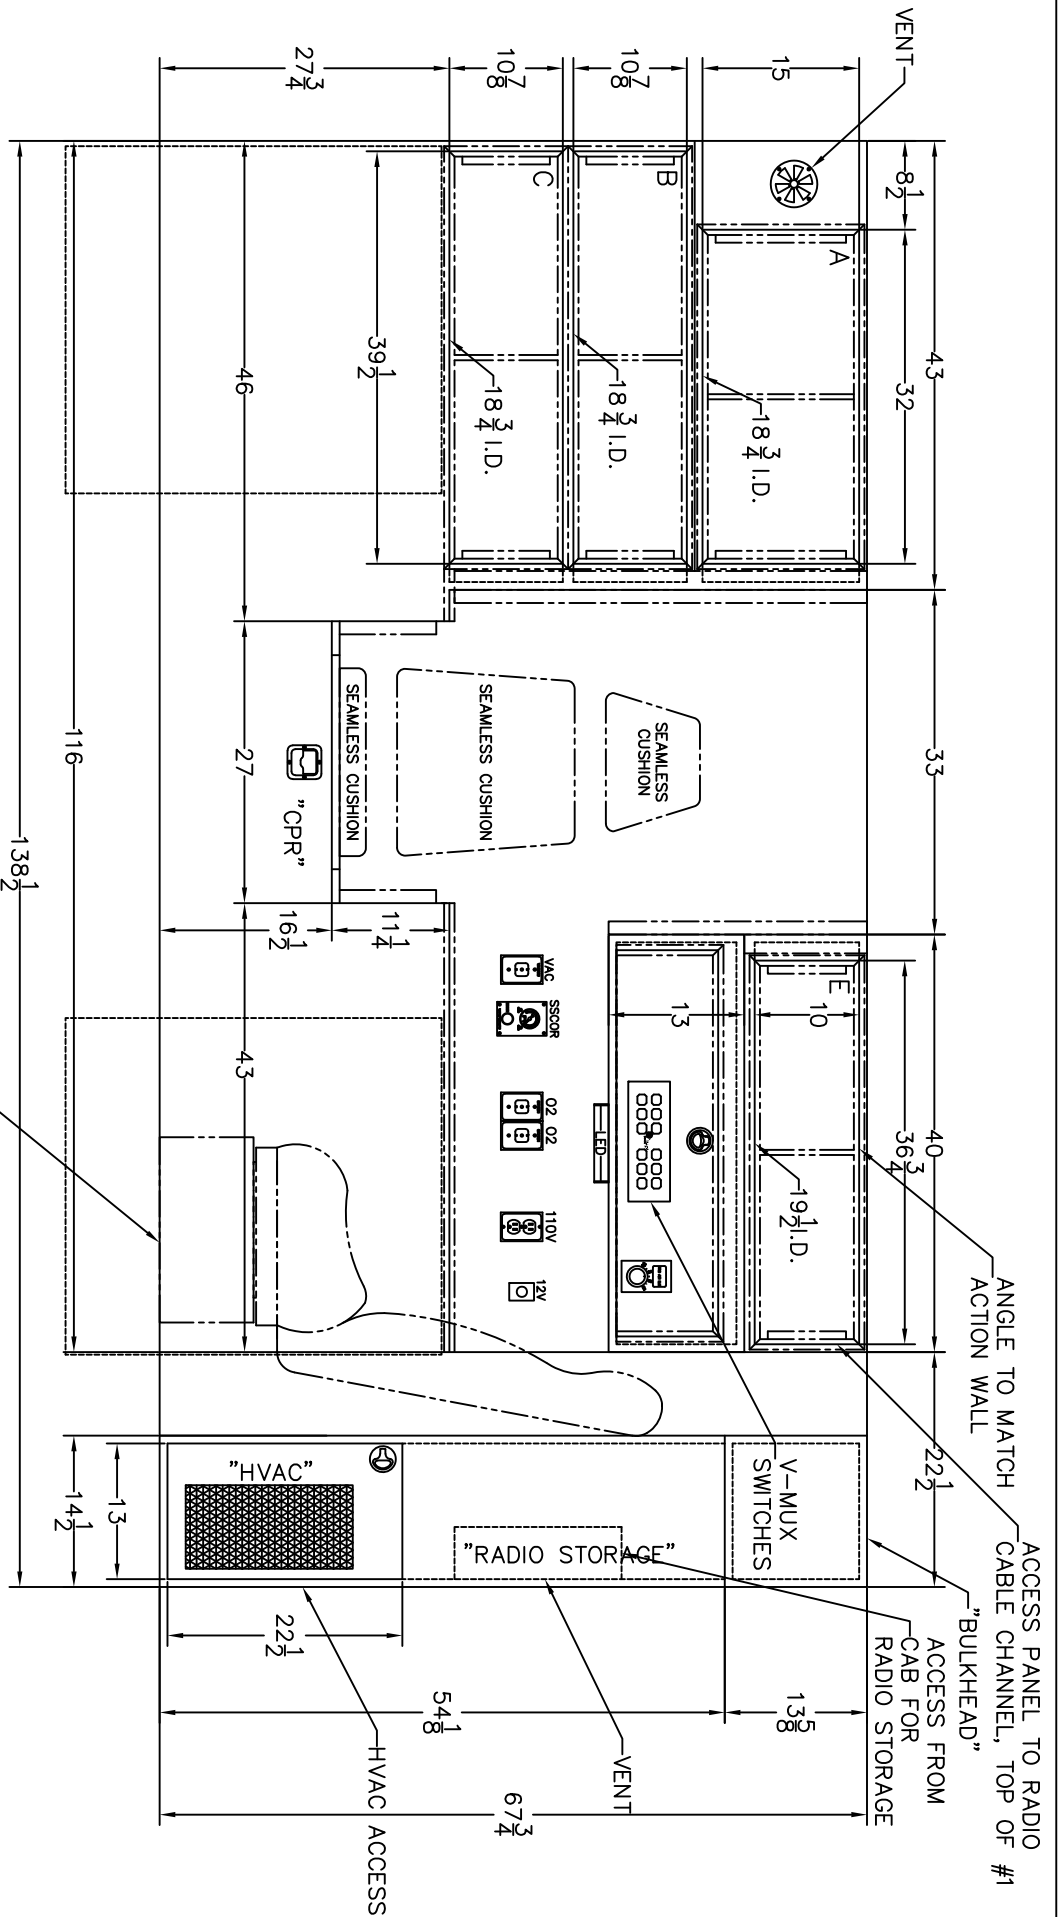 ACCESS PANEL TO RADIO
CABLE CHANNEL, TOP OF #1
ANGLE TO MATCH
ACTION WALL
"BULKHEAD"
ACCESS FROM
CAB FOR
RADIO STORAGE
VENT
43
33
40
22 1/2
8 1/2
32
36 3/4
15
10 7/8
10 7/8
27 3/4
A
B
C
E
18 3/4 I.D.
18 3/4 I.D.
18 3/4 I.D.
19 1/2 I.D.
10
13
39 1/2
SEAMLESS
CUSHION
SEAMLESS CUSHION
SEAMLESS CUSHION
"CPR"
LED
VAC
SSCOR
O2
O2
110V
12V
V-MUX
SWITCHES
11 1/4
16 1/2
46
27
43
116
138 1/2
"RADIO STORAGE"
"HVAC"
13
14 1/2
13 5/8
54 1/8
22 1/2
67 3/4
VENT
HVAC ACCESS